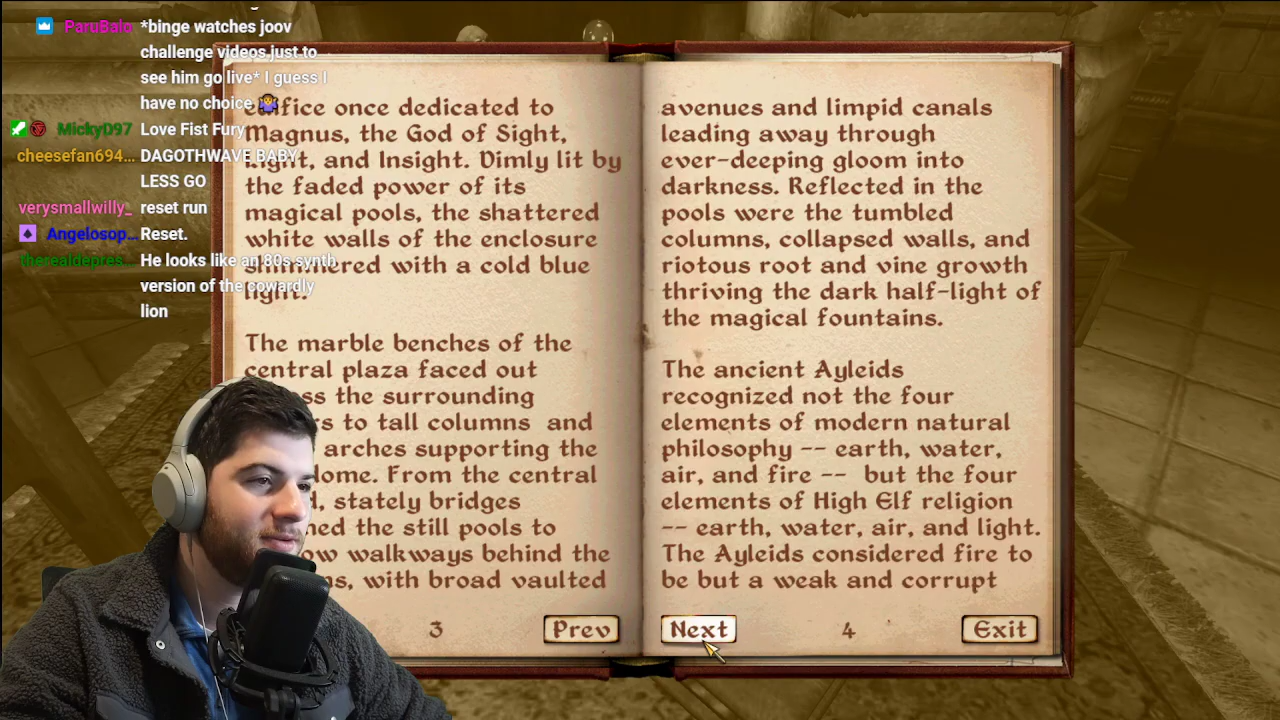 ParuBalo *binge watches joov
challenge videos just to
see him go live* I guess I
have no choice
MickyD97 Love Fist Fury
cheesefan694... DAGOTHWAVE BABY
LESS GO
verysmallwilly_ reset run
Angelosop... Reset.
therealdepres... He looks like an 80s synth
version of the cowardly
lion
edifice once dedicated to
Magnus, the God of Sight,
Light, and Insight. Dimly lit by
the faded power of its
magical pools, the shattered
white walls of the enclosure
shimmered with a cold blue
light.
The marble benches of the
central plaza faced out
the surrounding
to tall columns and
arches supporting the
From the central
stately bridges
the still pools to
walkways behind the
with broad vaulted
3
Prev
avenues and limpid canals
leading away through
ever-deeping gloom into
darkness. Reflected in the
pools were the tumbled
columns, collapsed walls, and
riotous root and vine growth
thriving the dark half-light of
the magical fountains.
The ancient Ayleids
recognized not the four
elements of modern natural
philosophy -- earth, water,
air, and fire -- but the four
elements of High Elf religion
-- earth, water, air, and light.
The Ayleids considered fire to
be but a weak and corrupt
Next
4
Exit